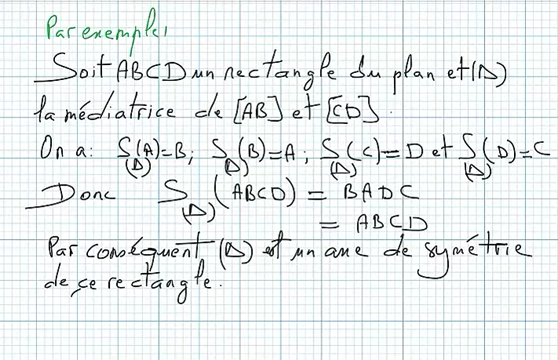 Par exemple,
Soit ABCD un rectangle du plan et (Δ)
la médiatrice de [AB] et [CD].
On a : S(Δ)(A)=B; S(Δ)(B)=A; S(Δ)(C)=D et S(Δ)(D)=C
Donc S(Δ)(ABCD) = BADC
= ABCD
Par conséquent (Δ) est un axe de symétrie
de ce rectangle.